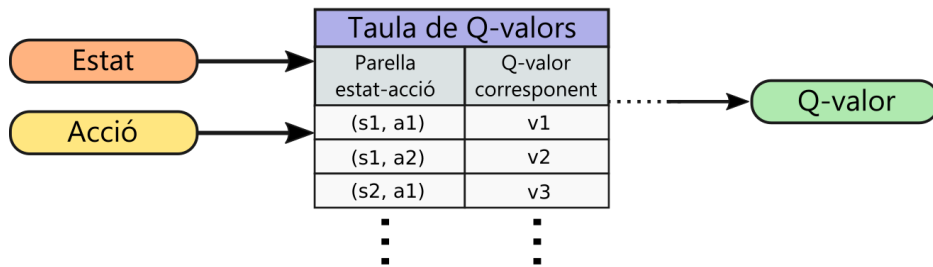 Taula de Q-valors
Estat
Acció
Parella estat-acció
Q-valor corresponent
(s1, a1) v1
(s1, a2) v2
(s2, a1) v3
Q-valor